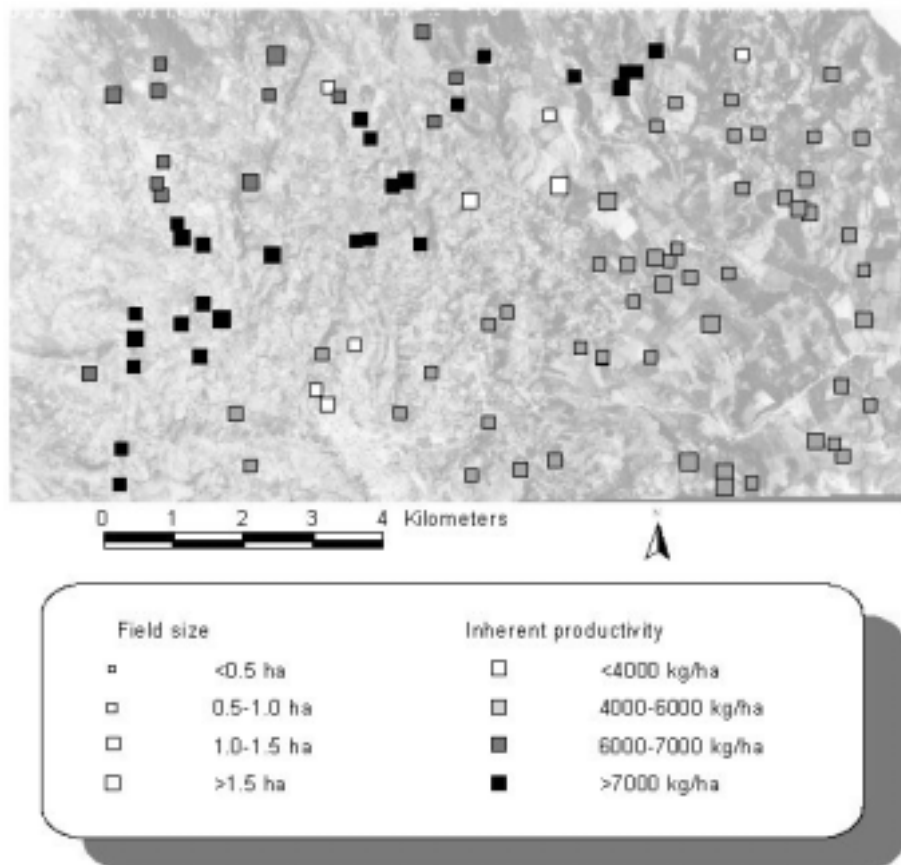 0 1 2 3 4 Kilometers
Field size Inherent productivity
<0.5 ha <4000 kg/ha
0.5-1.0 ha 4000-6000 kg/ha
1.0-1.5 ha 6000-7000 kg/ha
>1.5 ha >7000 kg/ha